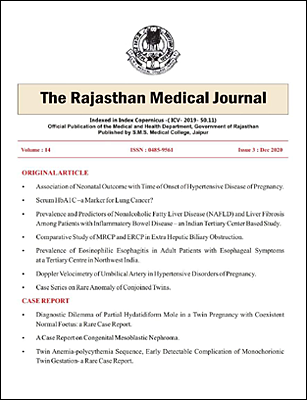 The Rajasthan Medical Journal
Indexed in Index Copernicus -( ICV- 2019- 50.11)
Official Publication of the Medical and Health Department, Government of Rajasthan
Published by S.M.S. Medical College, Jaipur
Volume : 14 ISSN : 0485-9561 Issue 3 : Dec 2020
ORIGINAL ARTICLE
• Association of Neonatal Outcome with Time of Onset of Hypertensive Disease of Pregnancy.
• Serum HbA1C –a Marker for Lung Cancer?
• Prevalence and Predictors of Nonalcoholic Fatty Liver Disease (NAFLD) and Liver Fibrosis
Among Patients with Inflammatory Bowel Disease – an Indian Tertiary Center Based Study.
• Comparative Study of MRCP and ERCP in Extra Hepatic Biliary Obstruction.
• Prevalence of Eosinophilic Esophagitis in Adult Patients with Esophageal Symptoms
at a Tertiary Centre in Northwest India.
• Doppler Velocimetry of Umbilical Artery in Hypertensive Disorders of Pregnancy.
• Case Series on Rare Anomaly of Conjoined Twins.
CASE REPORT
• Diagnostic Dilemma of Partial Hydatidiform Mole in a Twin Pregnancy with Coexistent
Normal Foetus: a Rare Case Report.
• A Case Report on Congenital Mesoblastic Nephroma.
• Twin Anemia-polycythemia Sequence, Early Detectable Complication of Monochorionic
Twin Gestation- a Rare Case Report.